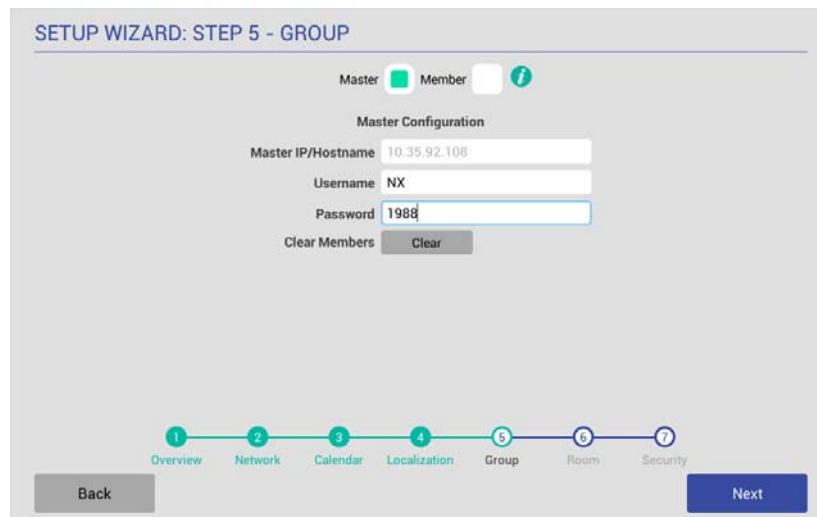 SETUP WIZARD: STEP 5 - GROUP
Master Member i
Master Configuration
Master IP/Hostname 10.35.92.108
Username NX
Password 1988
Clear Members Clear
1 2 3 4 5 6 7
Overview Network Calendar Localization Group Room Security
Back Next